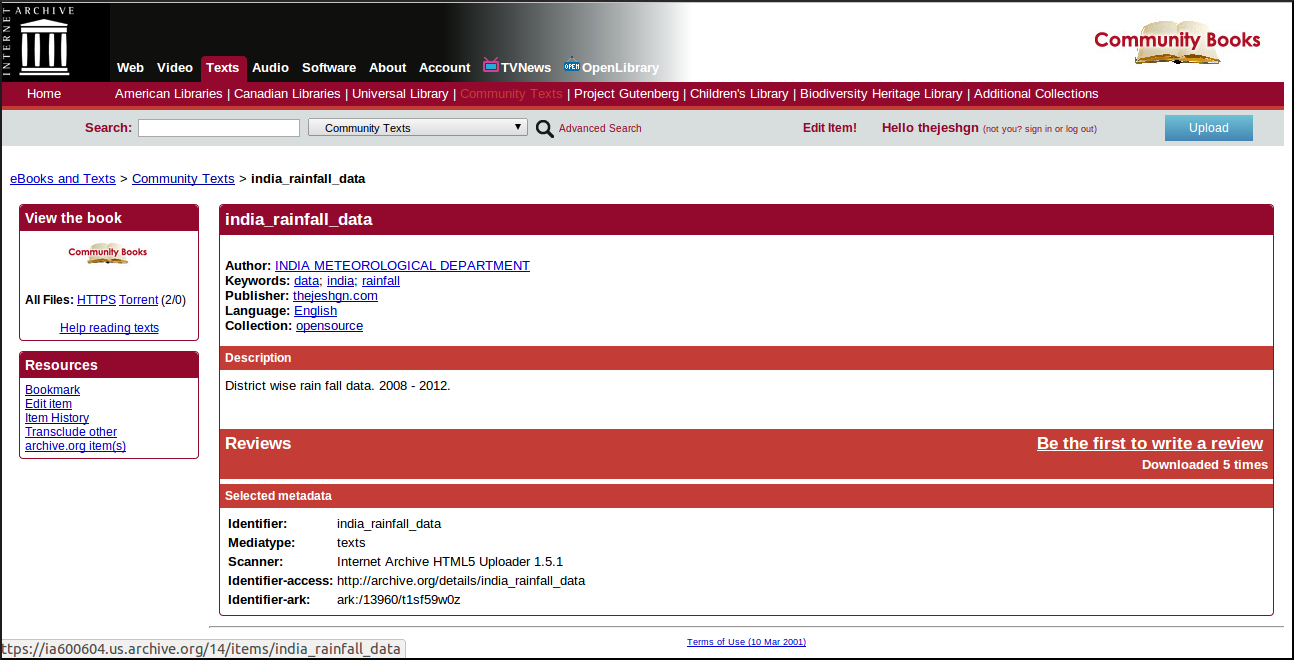 INTERNET ARCHIVE
Community Books
Web Video Texts Audio Software About Account TVNews OPEN OpenLibrary
Home American Libraries | Canadian Libraries | Universal Library | Community Texts | Project Gutenberg | Children's Library | Biodiversity Heritage Library | Additional Collections
Search: Community Texts Advanced Search Edit Item! Hello thejeshgn (not you? sign in or log out) Upload
eBooks and Texts > Community Texts > india_rainfall_data
View the book
Community Books
All Files: HTTPS Torrent (2/0)
Help reading texts
Resources
Bookmark
Edit item
Item History
Transclude other
archive.org item(s)
india_rainfall_data
Author: INDIA METEOROLOGICAL DEPARTMENT
Keywords: data; india; rainfall
Publisher: thejeshgn.com
Language: English
Collection: opensource
Description
District wise rain fall data. 2008 - 2012.
Reviews Be the first to write a review
Downloaded 5 times
Selected metadata
Identifier: india_rainfall_data
Mediatype: texts
Scanner: Internet Archive HTML5 Uploader 1.5.1
Identifier-access: http://archive.org/details/india_rainfall_data
Identifier-ark: ark:/13960/t1sf59w0z
Terms of Use (10 Mar 2001)
ttps://ia600604.us.archive.org/14/items/india_rainfall_data